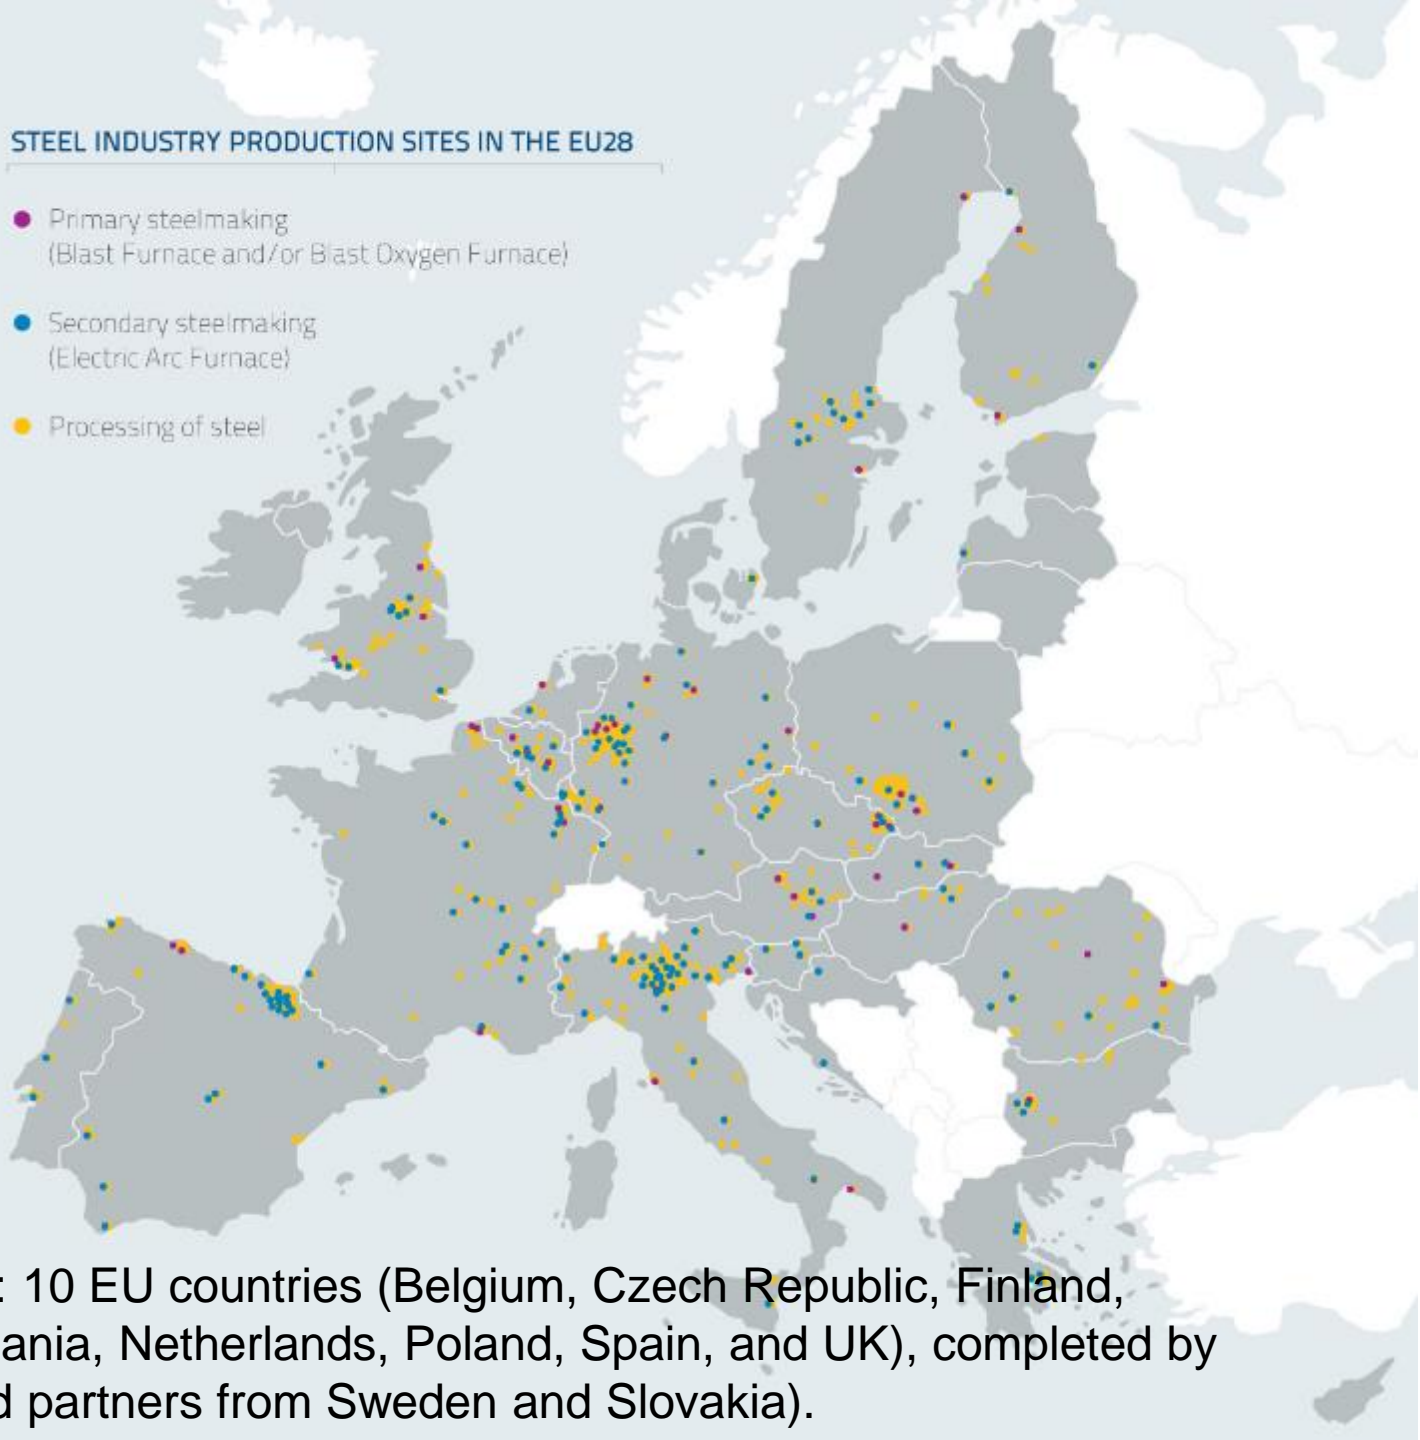 STEEL INDUSTRY PRODUCTION SITES IN THE EU28
Primary steelmaking
(Blast Furnace and/or Blast Oxygen Furnace)
Secondary steelmaking
(Electric Arc Furnace)
Processing of steel
: 10 EU countries (Belgium, Czech Republic, Finland,
ania, Netherlands, Poland, Spain, and UK), completed by
d partners from Sweden and Slovakia).